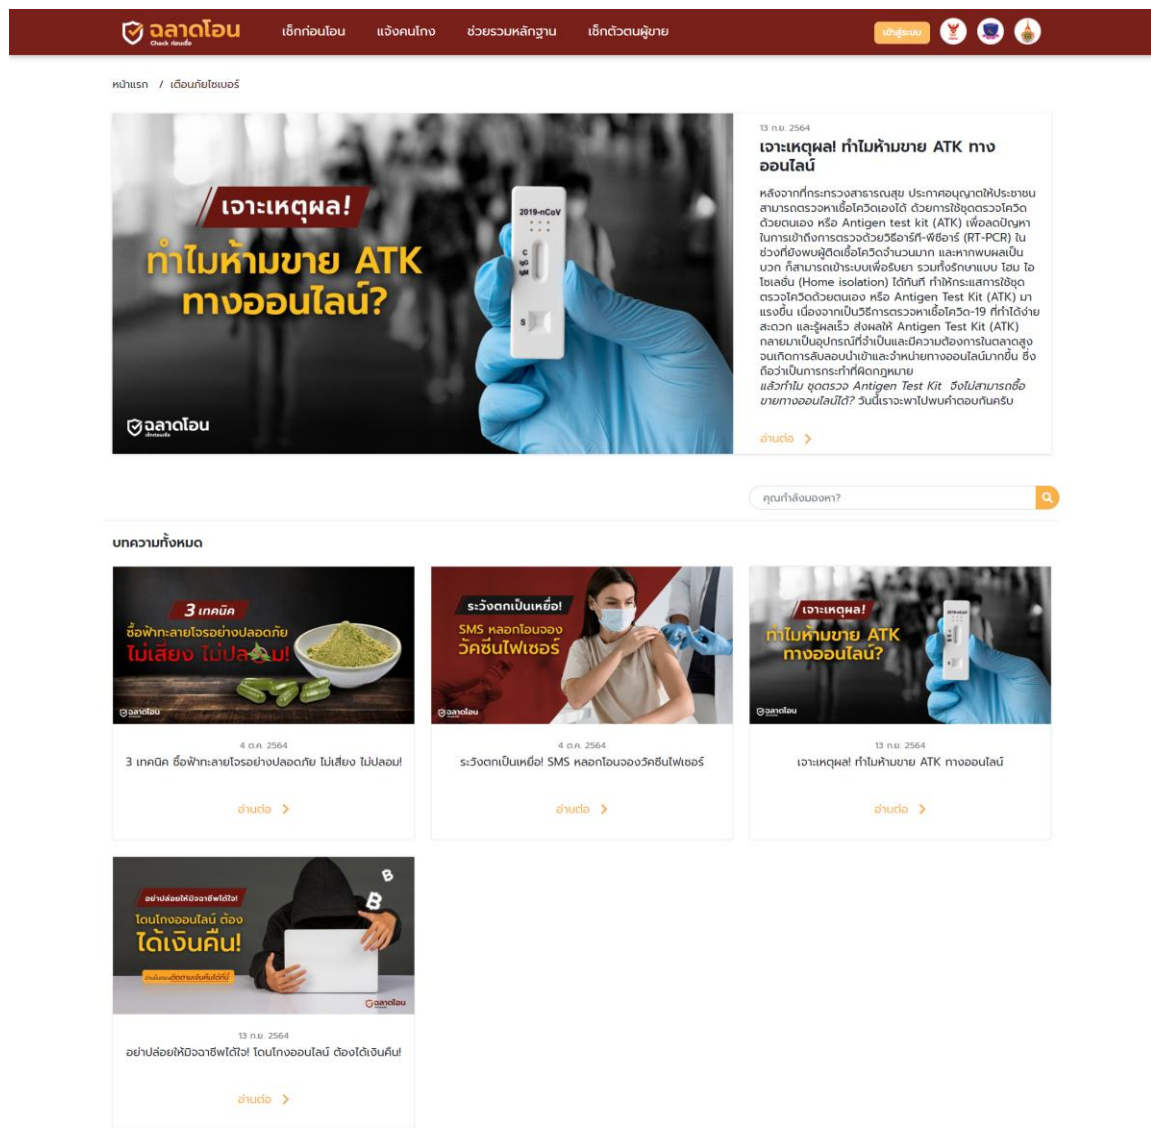 ฉลาดโอน
Check ก่อนเชื่อ
เช็กก่อนโอน
แจ้งคนโกง
ช่วยรวมหลักฐาน
เช็กตัวตนผู้ขาย
เข้าสู่ระบบ
หน้าแรก / เตือนภัยไซเบอร์
เจาะเหตุผล!
ทำไมห้ามขาย ATK
ทางออนไลน์?
2019-nCoV
C
IgG
IgM
S
ฉลาดโอน
เช็กก่อนเชื่อ
13 ก.ย. 2564
เจาะเหตุผล! ทำไมห้ามขาย ATK ทาง
ออนไลน์
หลังจากที่กระทรวงสาธารณสุข ประกาศอนุญาตให้ประชาชน
สามารถตรวจหาเชื้อโควิดเองได้ ด้วยการใช้ชุดตรวจโควิด
ด้วยตนเอง หรือ Antigen test kit (ATK) เพื่อลดปัญหา
ในการเข้าถึงการตรวจด้วยวิธีอาร์ที-พีซีอาร์ (RT-PCR) ใน
ช่วงที่ยังพบผู้ติดเชื้อโควิดจำนวนมาก และหากพบผลเป็น
บวก ก็สามารถเข้าระบบเพื่อรับยา รวมทั้งรักษาแบบ โฮม ไอ
โซเลชั่น (Home isolation) ได้ทันที ทำให้กระแสการใช้ชุด
ตรวจโควิดด้วยตนเอง หรือ Antigen Test Kit (ATK) มา
แรงขึ้น เนื่องจากเป็นวิธีการตรวจหาเชื้อโควิด-19 ที่ทำได้ง่าย
สะดวก และรู้ผลเร็ว ส่งผลให้ Antigen Test Kit (ATK)
กลายมาเป็นอุปกรณ์ที่จำเป็นและมีความต้องการในตลาดสูง
จนเกิดการลับลอบนำเข้าและจำหน่ายทางออนไลน์มากขึ้น ซึ่ง
ถือว่าเป็นการกระทำที่ผิดกฎหมาย
แล้วทำไม ชุดตรวจ Antigen Test Kit จึงไม่สามารถซื้อ
ขายทางออนไลน์ได้? วันนี้เราจะพาไปพบคำตอบกันครับ
อ่านต่อ
คุณกำลังมองหา?
บทความทั้งหมด
3 เทคนิค
ซื้อฟ้าทะลายโจรอย่างปลอดภัย
ไม่เสี่ยง ไม่ปลอม!
ฉลาดโอน
4 ต.ค. 2564
3 เทคนิค ซื้อฟ้าทะลายโจรอย่างปลอดภัย ไม่เสี่ยง ไม่ปลอม!
อ่านต่อ
ระวังตกเป็นเหยื่อ!
SMS หลอกโอนจอง
วัคซีนไฟเซอร์
ฉลาดโอน
4 ต.ค. 2564
ระวังตกเป็นเหยื่อ! SMS หลอกโอนจองวัคซีนไฟเซอร์
อ่านต่อ
เจาะเหตุผล!
ทำไมห้ามขาย ATK
ทางออนไลน์?
ฉลาดโอน
13 ก.ย. 2564
เจาะเหตุผล! ทำไมห้ามขาย ATK ทางออนไลน์
อ่านต่อ
อย่าปล่อยให้มิจฉาชีพได้ใจ!
โดนโกงออนไลน์ ต้อง
ได้เงินคืน!
ฉลาดโอน
13 ก.ย. 2564
อย่าปล่อยให้มิจฉาชีพได้ใจ! โดนโกงออนไลน์ ต้องได้เงินคืน!
อ่านต่อ